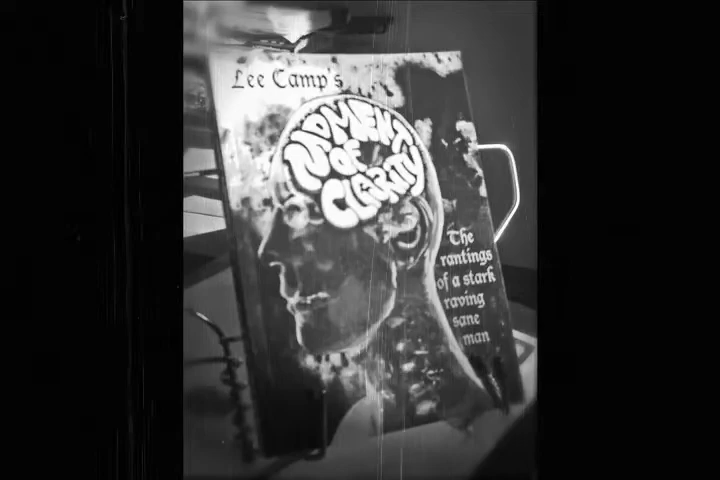 Lee Camp's
MOMENT
OF
CLARITY
The
rantings
of a stark
raving
sane
man